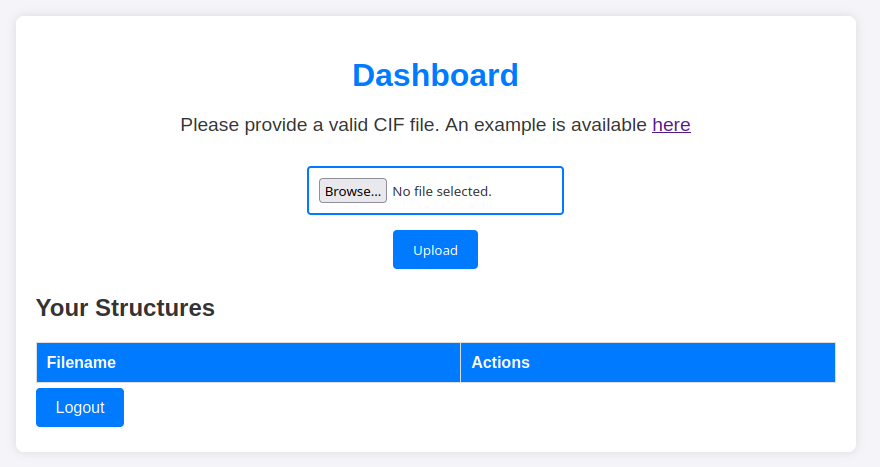 Dashboard
Please provide a valid CIF file. An example is available here
Browse... No file selected.
Upload
Your Structures
Filename Actions
Logout